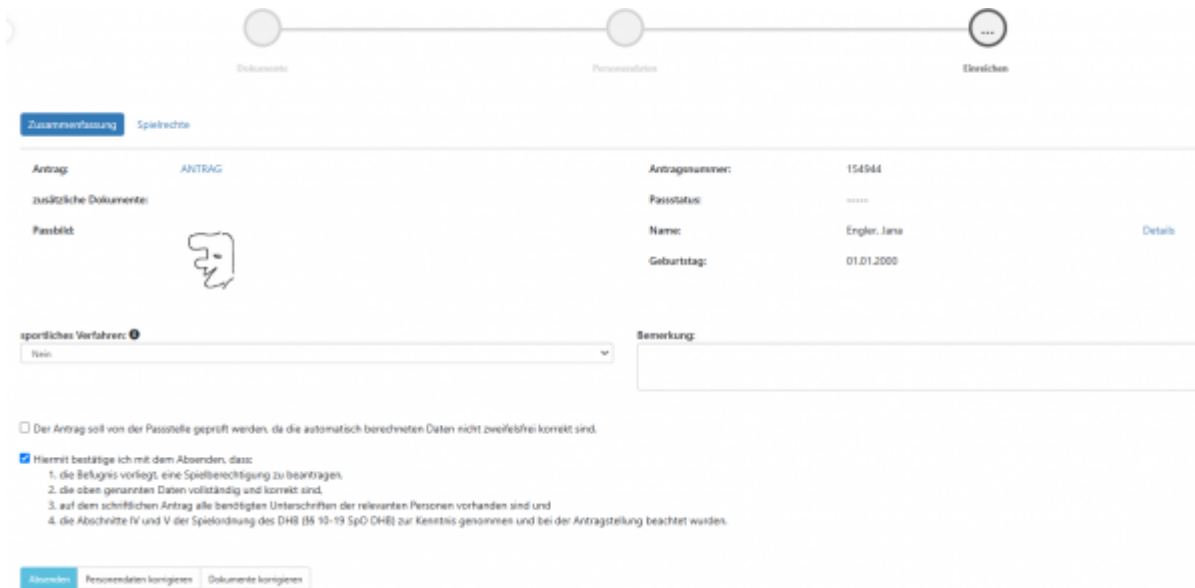 ...
Dokumente Personendaten Einreichen
Zusammenfassung Spielrechte
Antrag: ANTRAG Antragsnummer: 154944
zusätzliche Dokumente: Passstatus: -----
Passbild: Name: Engler, Jana Details
Geburtstag: 01.01.2000
sportliches Verfahren: Bemerkung:
Nein
Der Antrag soll von der Passstelle geprüft werden, da die automatisch berechneten Daten nicht zweifelsfrei korrekt sind.
Hiermit bestätige ich mit dem Absenden, dass:
1. die Befugnis vorliegt, eine Spielberechtigung zu beantragen,
2. die oben genannten Daten vollständig und korrekt sind,
3. auf dem schriftlichen Antrag alle benötigten Unterschriften der relevanten Personen vorhanden sind und
4. die Abschnitte IV und V der Spielordnung des DHB (§§ 10-19 SpO DHB) zur Kenntnis genommen und bei der Antragstellung beachtet wurden.
Absenden Personendaten korrigieren Dokumente korrigieren